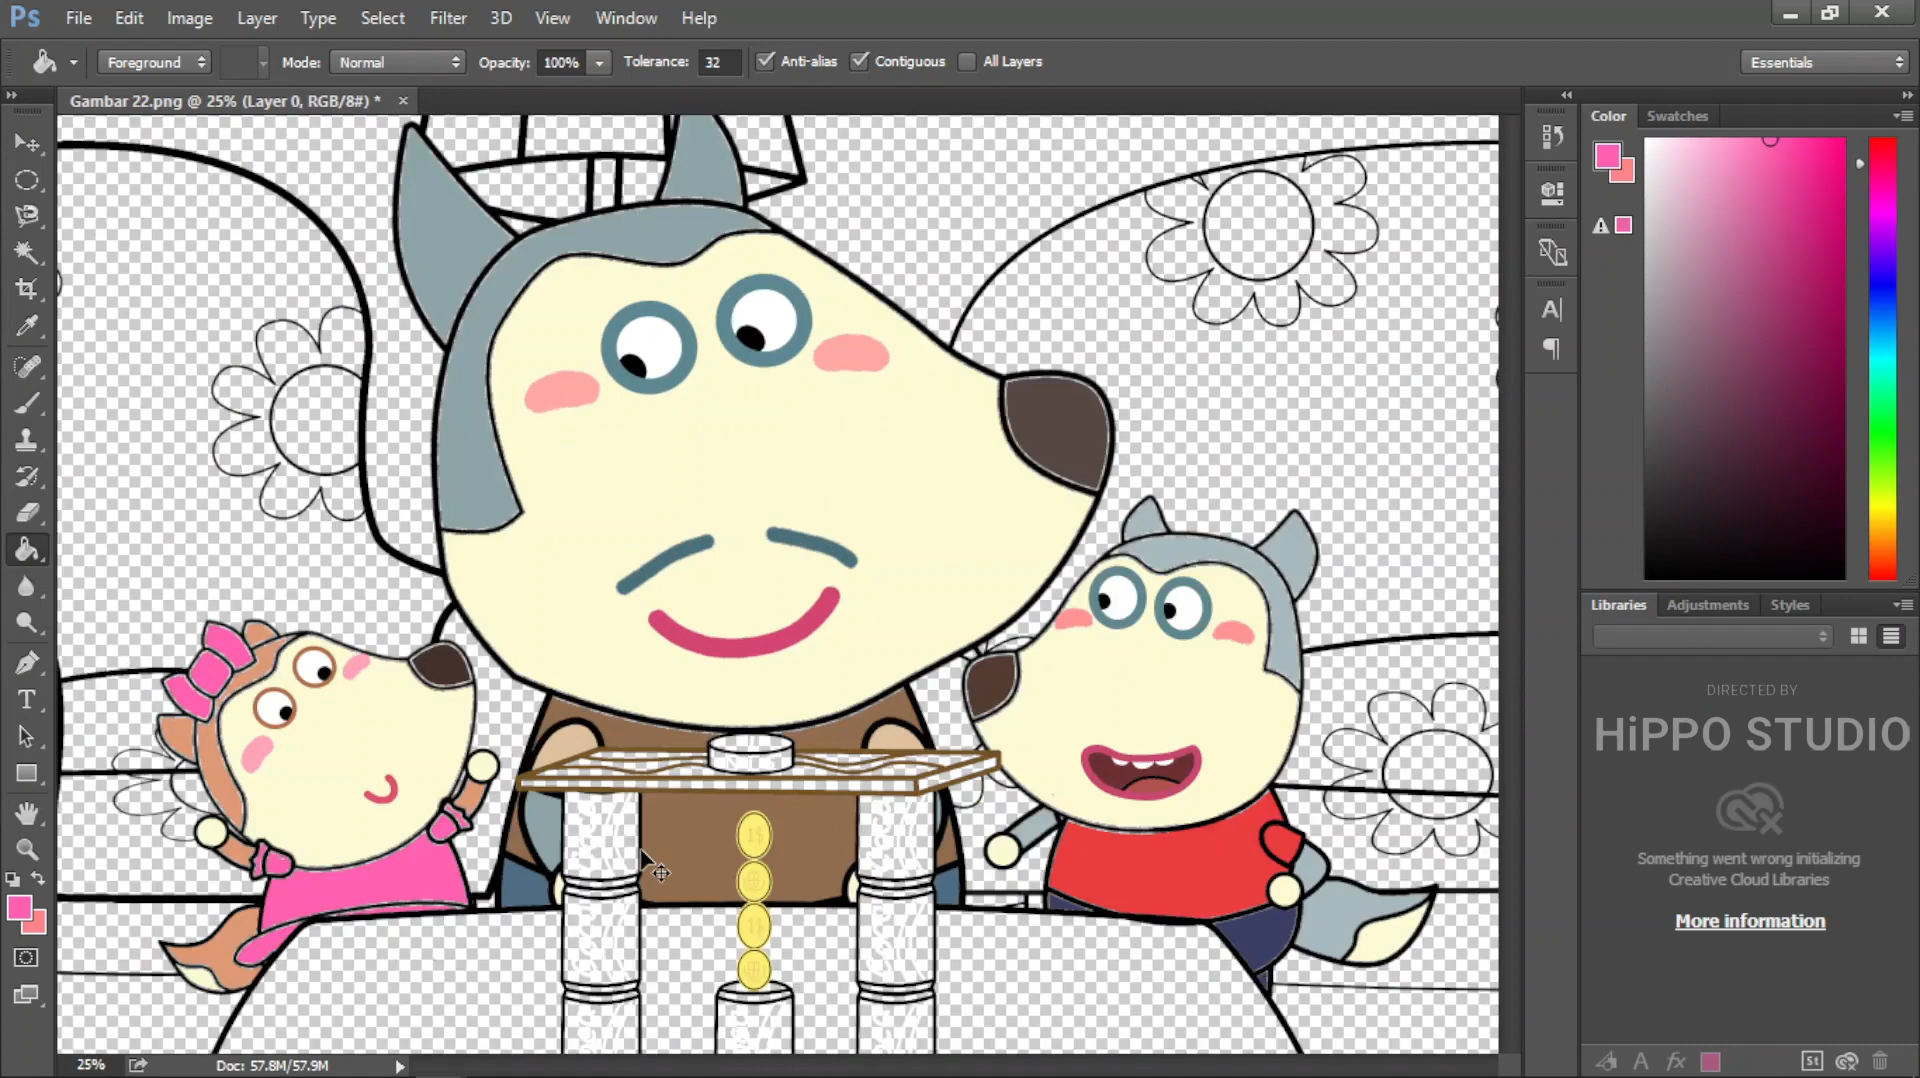 Ps File Edit Image Layer Type Select Filter 3D View Window Help
Foreground Mode: Normal Opacity: 100% Tolerance: 32 Anti-alias Contiguous All Layers Essentials
Gambar 22.png @ 25% (Layer 0, RGB/8#) * ×
Color Swatches
Libraries Adjustments Styles
DIRECTED BY
HiPPO STUDIO
Something went wrong initializing
Creative Cloud Libraries
More information
25% Doc: 57.8M/57.9M
St